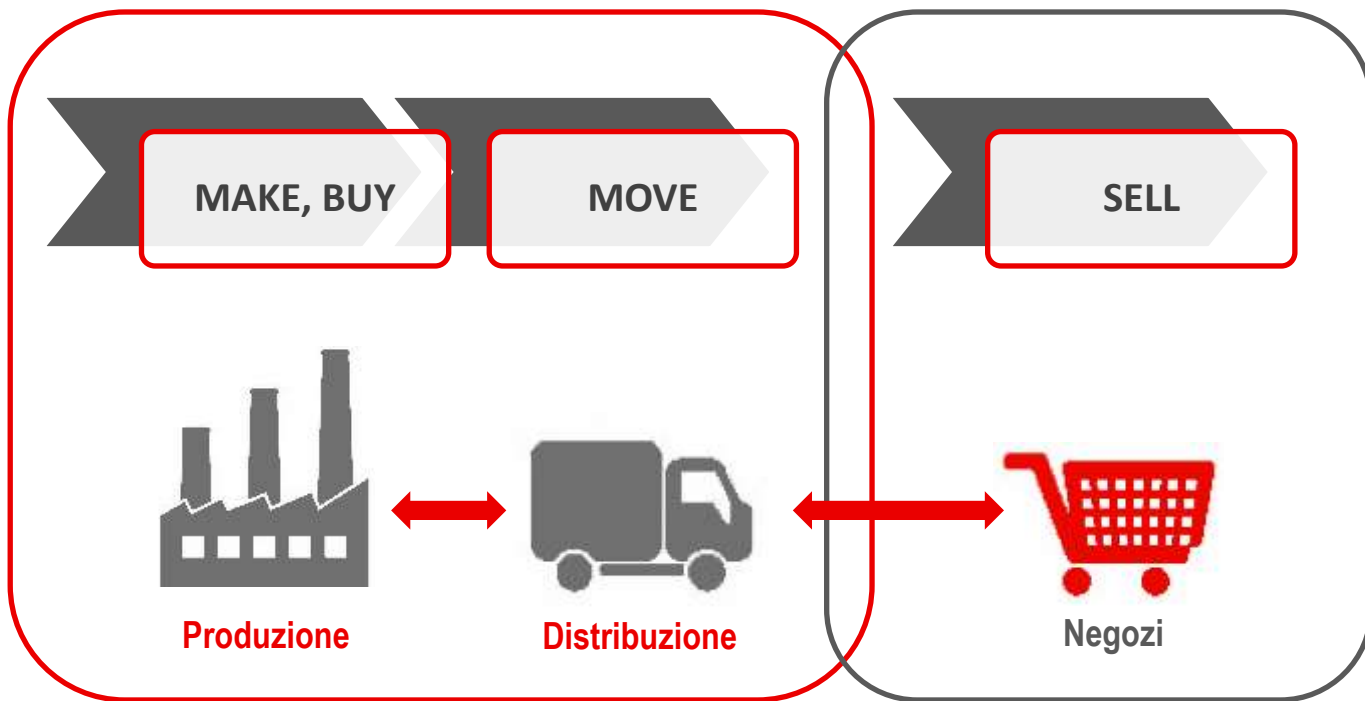 MAKE, BUY
MOVE
SELL
Produzione
Distribuzione
Negozi